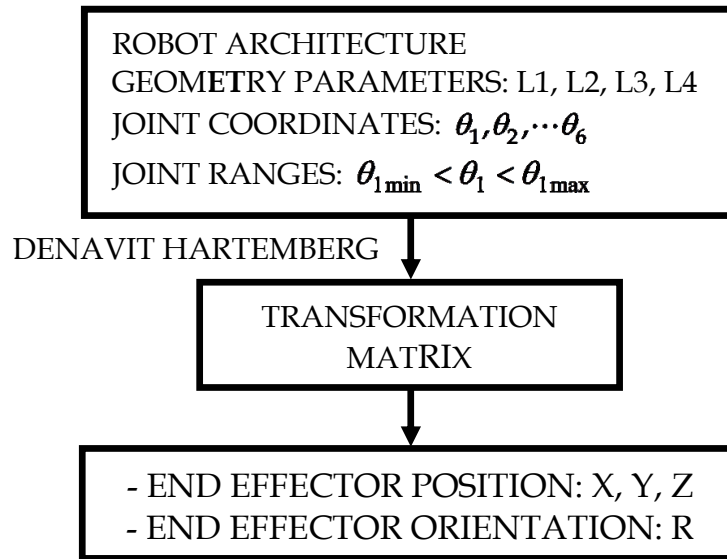 ROBOT ARCHITECTURE
GEOMETRY PARAMETERS: L1, L2, L3, L4
JOINT COORDINATES: θ₁,θ₂,⋯θ₆
JOINT RANGES: θ₁ₘᵢₙ < θ₁ < θ₁ₘₐₓ
DENAVIT HARTEMBERG
TRANSFORMATION
MATRIX
- END EFFECTOR POSITION: X, Y, Z
- END EFFECTOR ORIENTATION: R